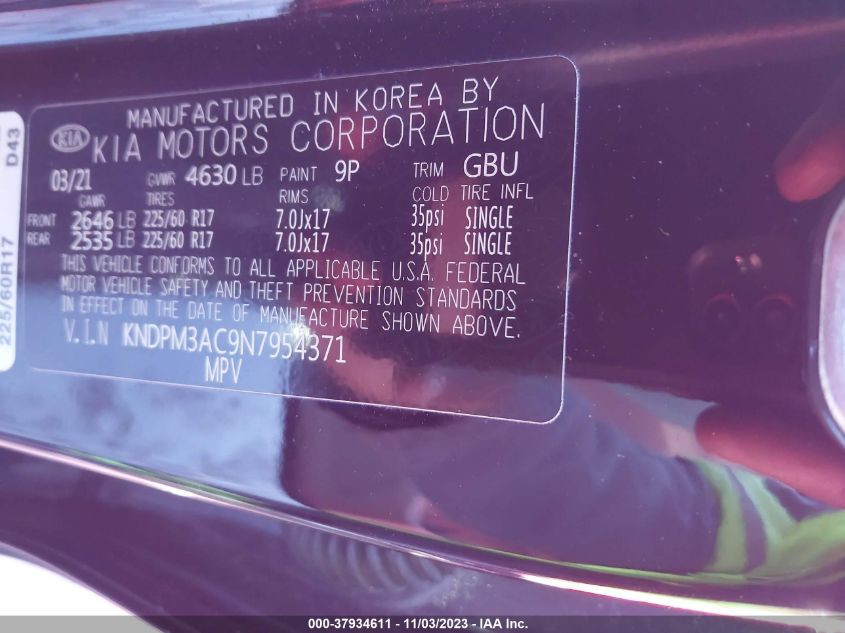 MANUFACTURED IN KOREA BY
KIA KIA MOTORS CORPORATION
03/21 GVWR 4630 LB PAINT 9P TRIM GBU
GAWR TIRES RIMS COLD TIRE INFL
FRONT 2646 LB 225/60 R17 7.0Jx17 35psi SINGLE
REAR 2535 LB 225/60 R17 7.0Jx17 35psi SINGLE
THIS VEHICLE CONFORMS TO ALL APPLICABLE U.S.A. FEDERAL
MOTOR VEHICLE SAFETY AND THEFT PREVENTION STANDARDS
IN EFFECT ON THE DATE OF MANUFACTURE SHOWN ABOVE.
V.I.N KNDPM3AC9N7954371
MPV
225/60R17 D43
000-37934611 - 11/03/2023 - IAA Inc.